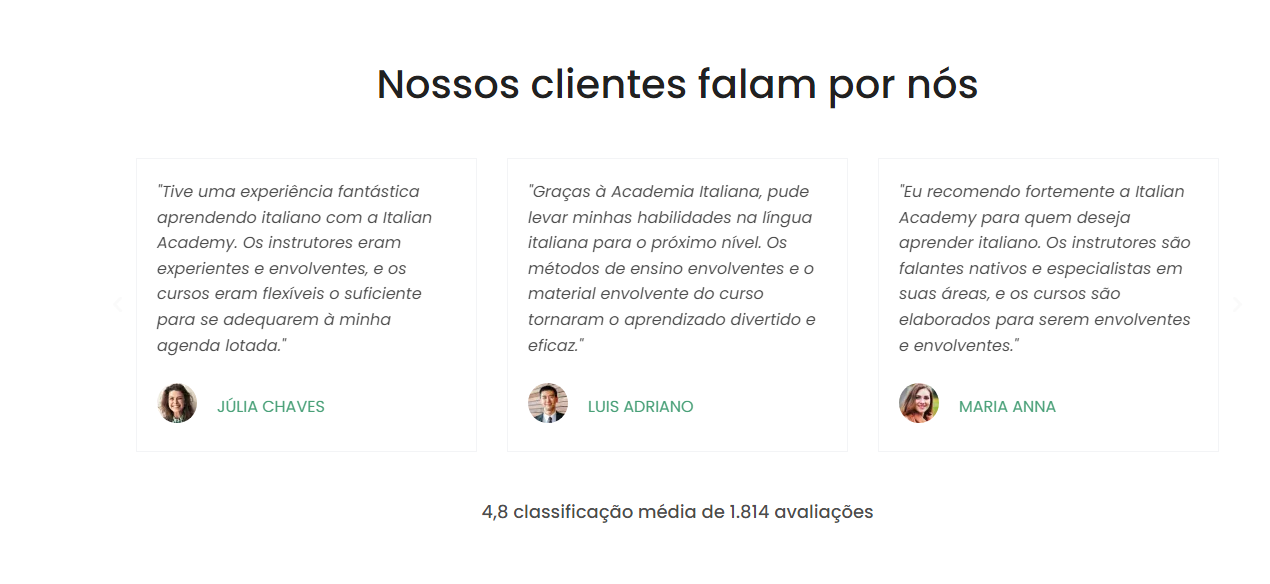 Nossos clientes falam por nós
"Tive uma experiência fantástica
aprendendo italiano com a Italian
Academy. Os instrutores eram
experientes e envolventes, e os
cursos eram flexíveis o suficiente
para se adequarem à minha
agenda lotada."
JÚLIA CHAVES
"Graças à Academia Italiana, pude
levar minhas habilidades na língua
italiana para o próximo nível. Os
métodos de ensino envolventes e o
material envolvente do curso
tornaram o aprendizado divertido e
eficaz."
LUIS ADRIANO
"Eu recomendo fortemente a Italian
Academy para quem deseja
aprender italiano. Os instrutores são
falantes nativos e especialistas em
suas áreas, e os cursos são
elaborados para serem envolventes
e envolventes."
MARIA ANNA
4,8 classificação média de 1.814 avaliações